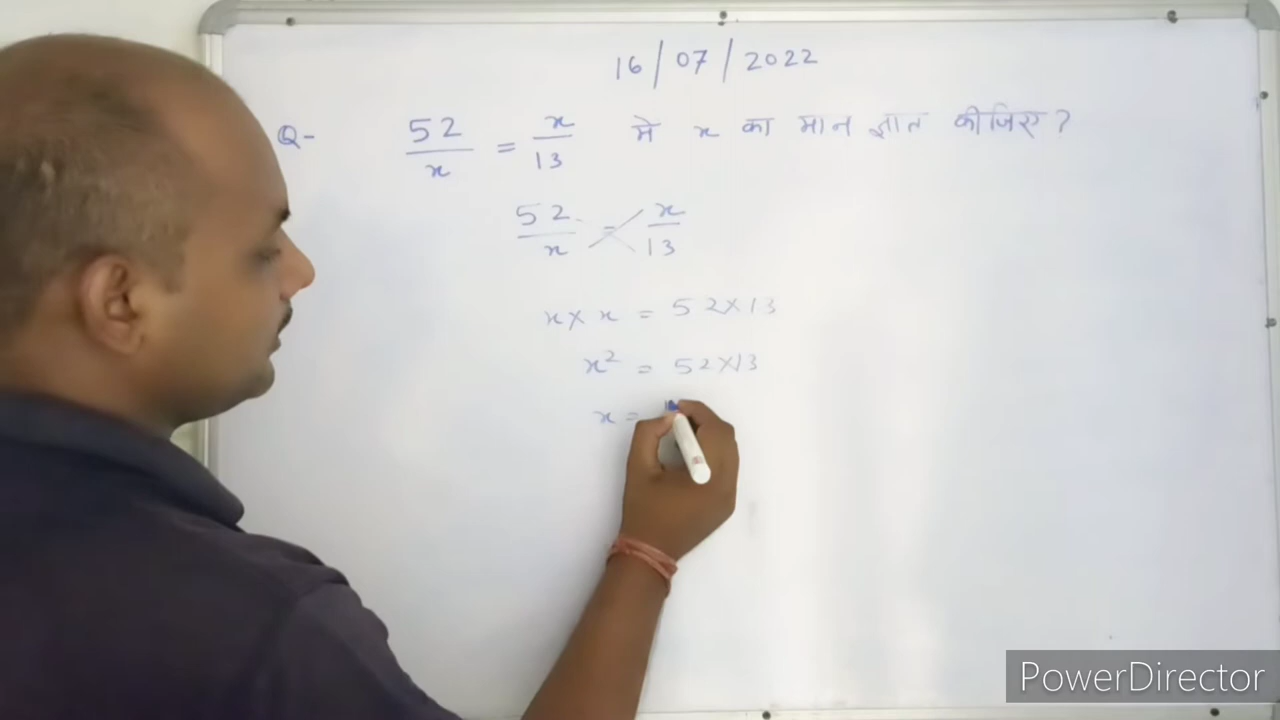 16/07/2022
Q- 52/x = x/13 मे x का मान ज्ञात कीजिए?
52/x = x/13
x × x = 52×13
x² = 52×13
x =
PowerDirector